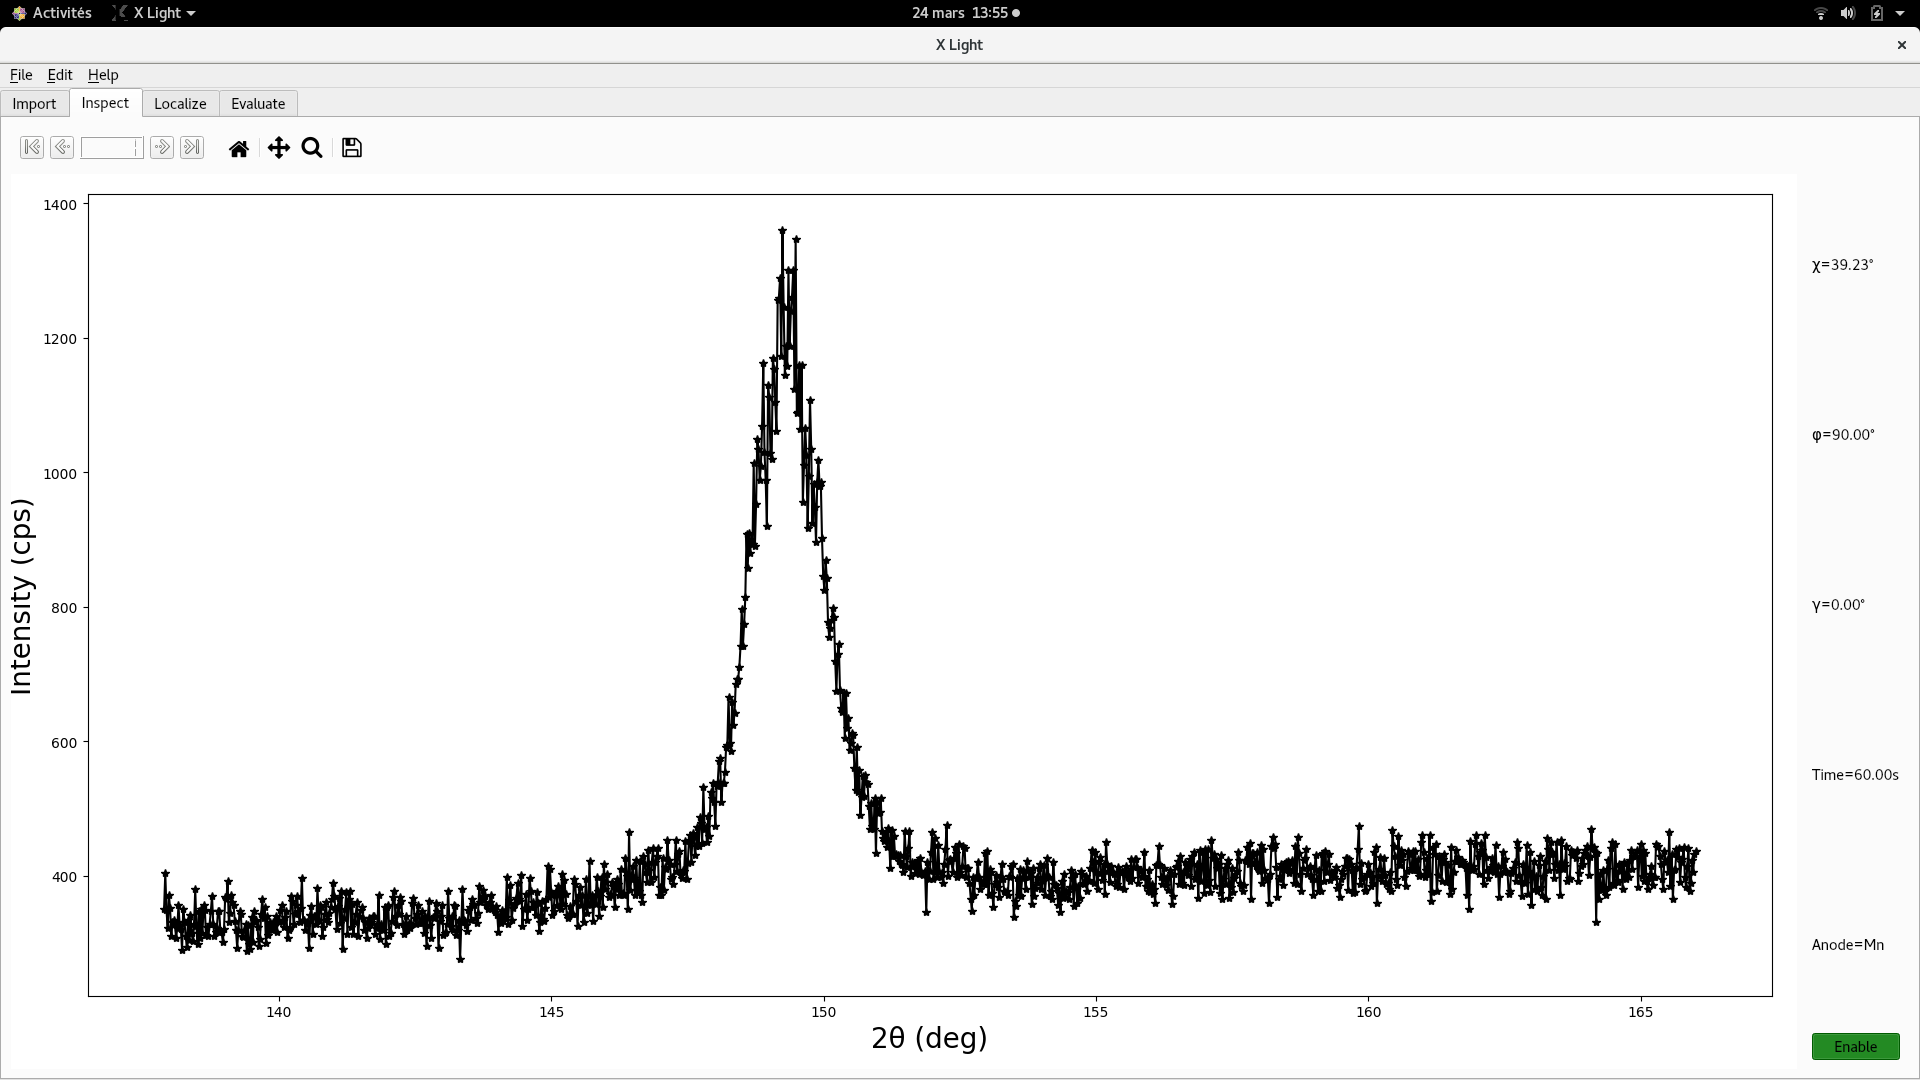 Activités X Light 24 mars 13:55
X Light
File Edit Help
Import Inspect Localize Evaluate
1400
1200
1000
800
600
400
Intensity (cps)
140 145 150 155 160 165
2θ (deg)
χ=39.23°
φ=90.00°
γ=0.00°
Time=60.00s
Anode=Mn
Enable